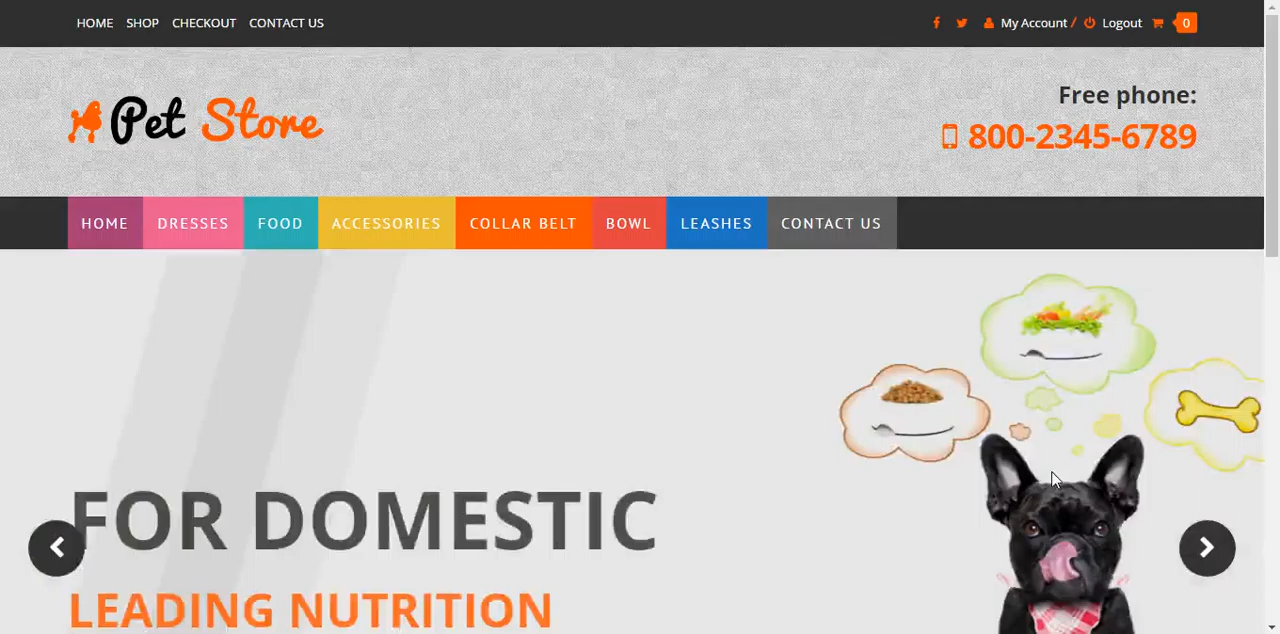 HOME SHOP CHECKOUT CONTACT US
My Account / Logout 0
Pet Store
Free phone:
800-2345-6789
HOME DRESSES FOOD ACCESSORIES COLLAR BELT BOWL LEASHES CONTACT US
FOR DOMESTIC
LEADING NUTRITION